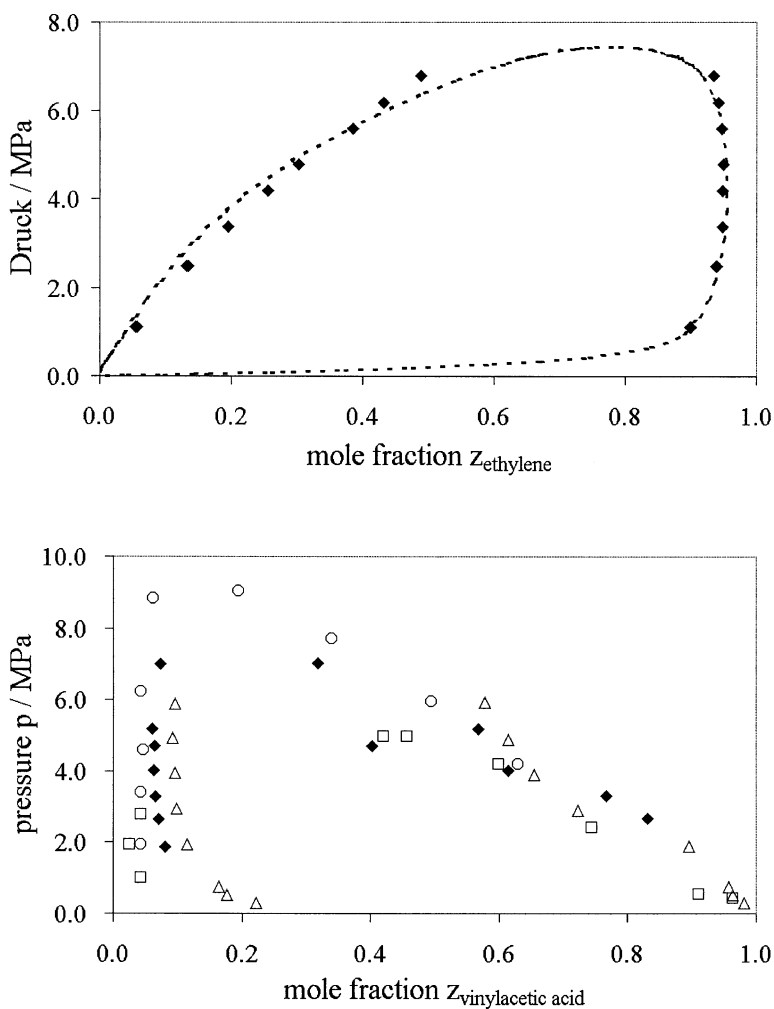 8.0
6.0
4.0
2.0
0.0
Druck / MPa
0.0 0.2 0.4 0.6 0.8 1.0
mole fraction zethylene
10.0
8.0
6.0
4.0
2.0
0.0
pressure p / MPa
0.0 0.2 0.4 0.6 0.8 1.0
mole fraction zvinylacetic acid